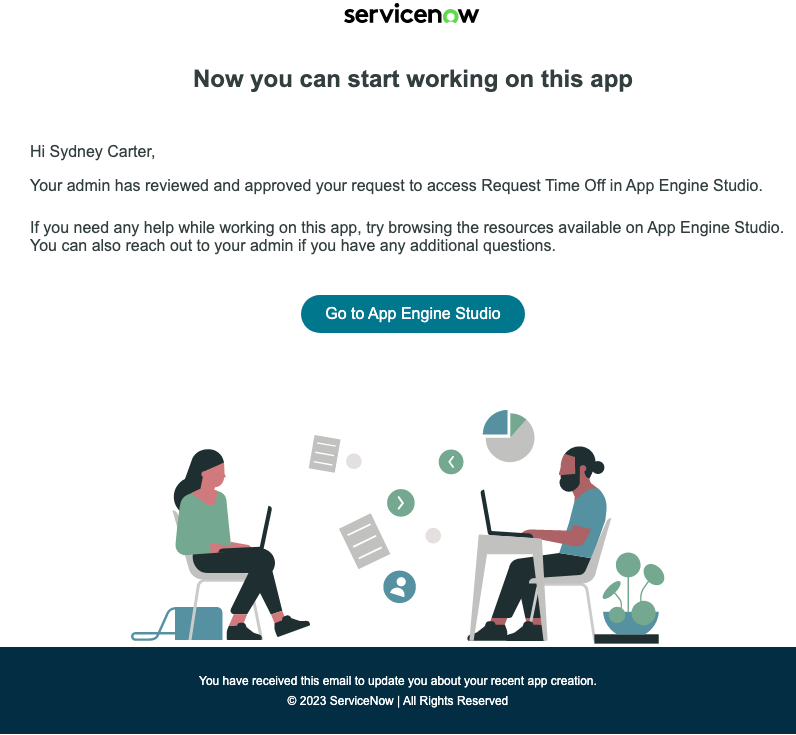 servicenow
Now you can start working on this app
Hi Sydney Carter,
Your admin has reviewed and approved your request to access Request Time Off in App Engine Studio.
If you need any help while working on this app, try browsing the resources available on App Engine Studio.
You can also reach out to your admin if you have any additional questions.
Go to App Engine Studio
You have received this email to update you about your recent app creation.
© 2023 ServiceNow | All Rights Reserved